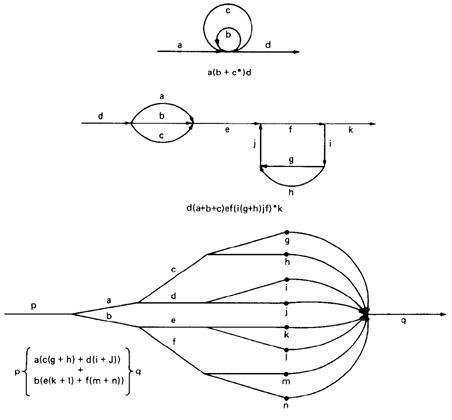 c
b
a d
a(b + c*)d
a
d b e f k
c j g i
h
d(a+b+c)ef(i(g+h)jf)*k
g
h
c
i
a d
j
p q
b e k
l
f
m
n
p { a(c(g + h) + d(i + J)) + b(e(k + l) + f(m + n)) } q